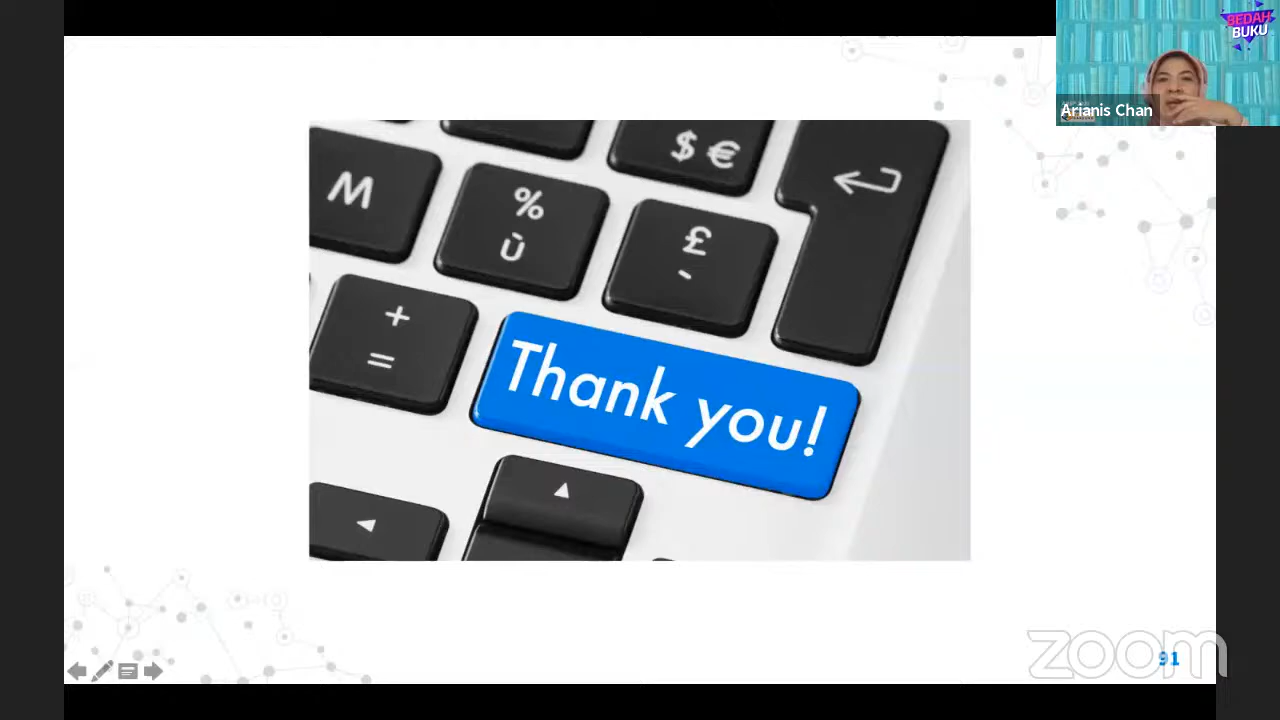 BEDAH
BUKU
Arianis Chan
$ €
M
%
ù
£
`
+
=
Thank you!
zoom
91